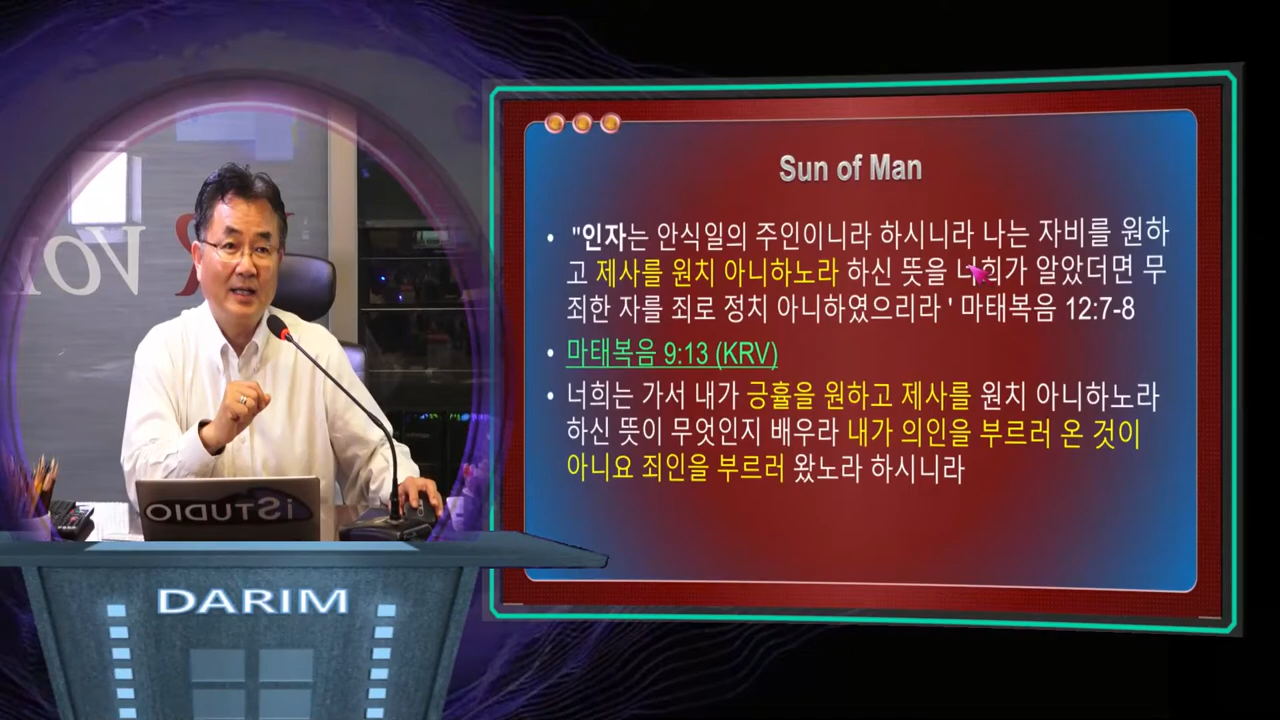 Sun of Man
• "인자는 안식일의 주인이니라 하시니라 나는 자비를 원하
고 제사를 원치 아니하노라 하신 뜻을 너희가 알았더면 무
죄한 자를 죄로 정치 아니하였으리라 ' 마태복음 12:7-8
• 마태복음 9:13 (KRV)
• 너희는 가서 내가 긍휼을 원하고 제사를 원치 아니하노라
하신 뜻이 무엇인지 배우라 내가 의인을 부르러 온 것이
아니요 죄인을 부르러 왔노라 하시니라
iSTUDIO
DARIM